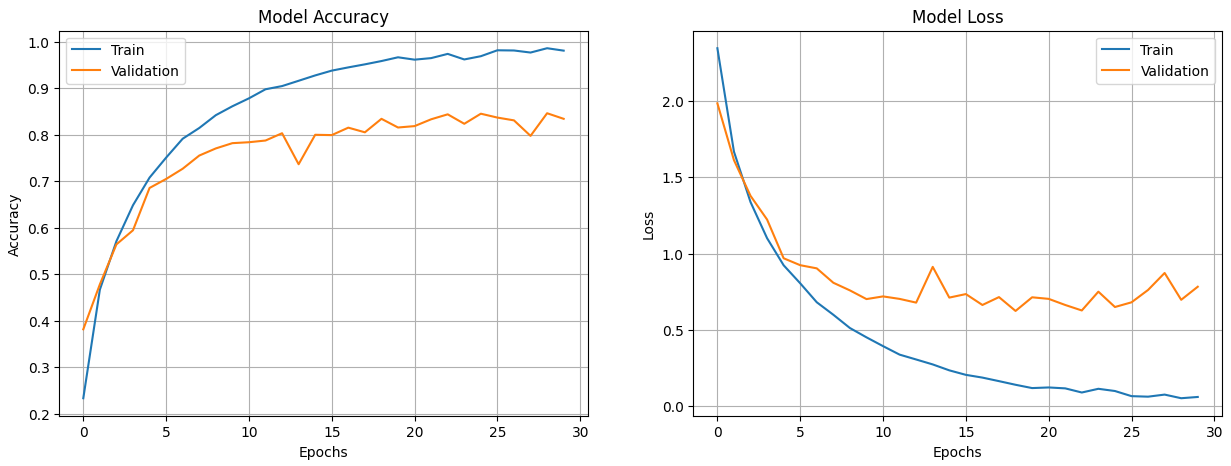 Model Accuracy
Train
Validation
1.0
0.9
0.8
0.7
0.6
0.5
0.4
0.3
0.2
Accuracy
0 5 10 15 20 25 30
Epochs
Model Loss
Train
Validation
2.0
1.5
1.0
0.5
0.0
Loss
0 5 10 15 20 25 30
Epochs